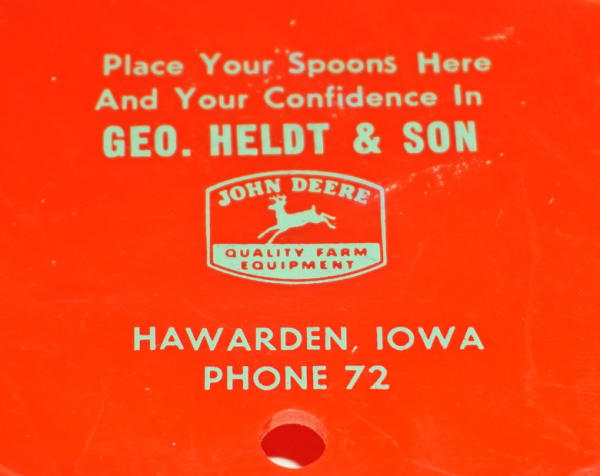 Place Your Spoons Here
And Your Confidence In
GEO. HELDT & SON
JOHN DEERE
QUALITY FARM
EQUIPMENT
HAWARDEN, IOWA
PHONE 72